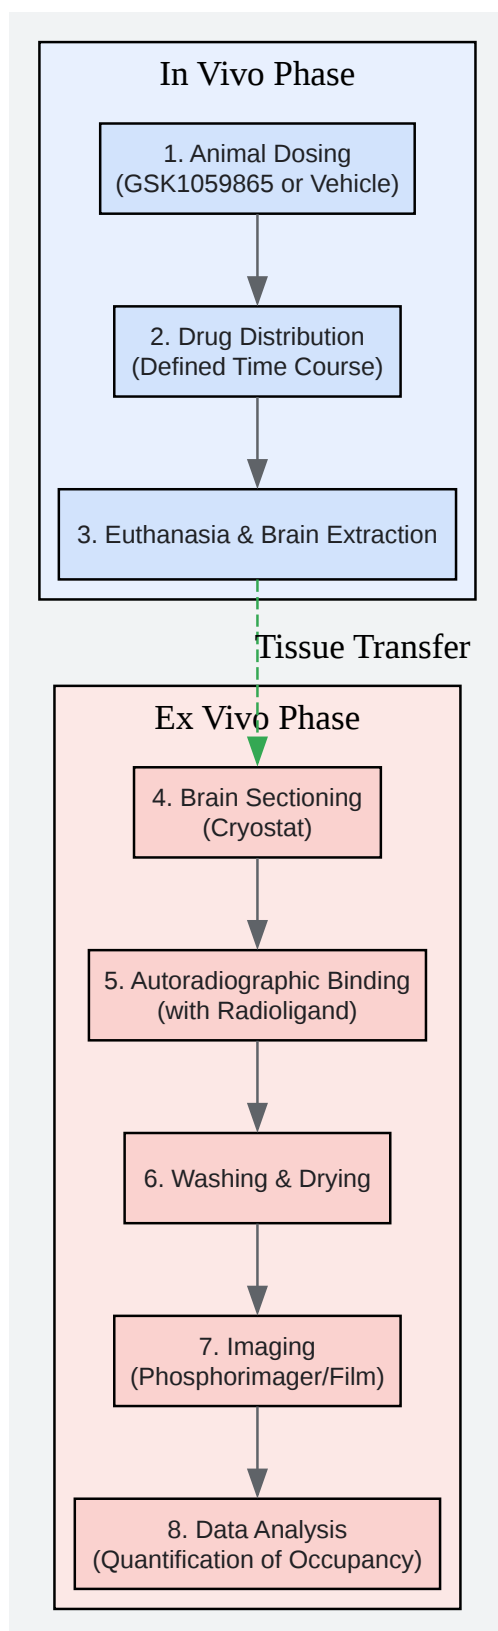 In Vivo Phase
1. Animal Dosing
(GSK1059865 or Vehicle)
2. Drug Distribution
(Defined Time Course)
3. Euthanasia & Brain Extraction
Tissue Transfer
Ex Vivo Phase
4. Brain Sectioning
(Cryostat)
5. Autoradiographic Binding
(with Radioligand)
6. Washing & Drying
7. Imaging
(Phosphorimager/Film)
8. Data Analysis
(Quantification of Occupancy)